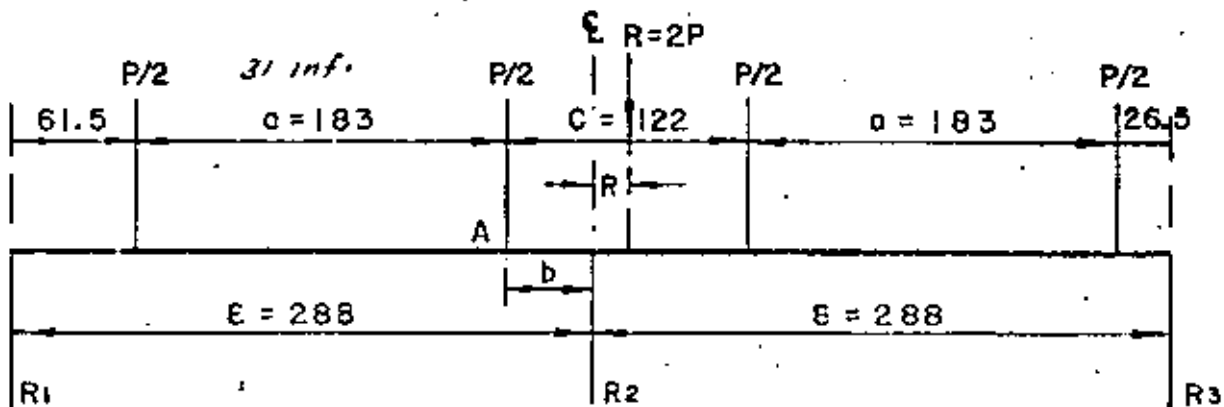 ℄ R=2P
P/2 31 inf. P/2 P/2 P/2
61.5 a=183 C = 122 a = 183 26.5
R
A
b
ε = 288 8 = 288
R1 R2 R3